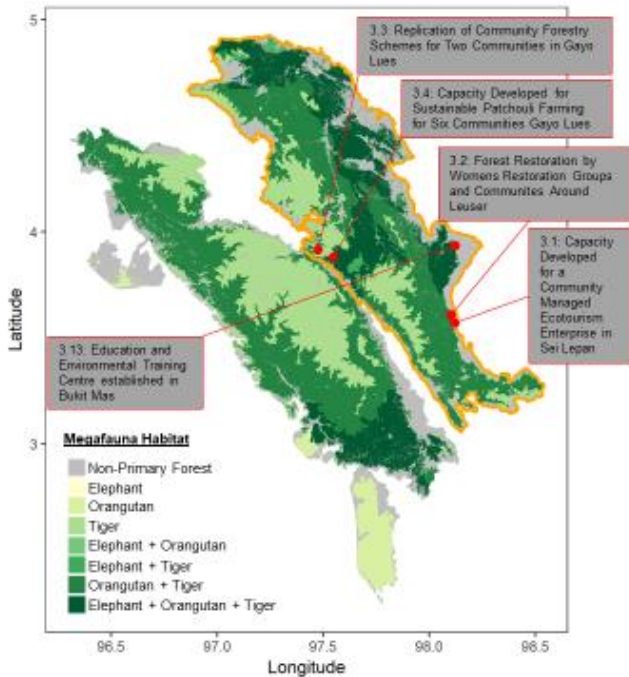 5
3.3: Replication of Community Forestry
Schemes for Two Communities in Gayo
Lues
3.4: Capacity Developed for
Sustainable Patchouli Farming
for Six Communities Gayo Lues
3.2: Forest Restoration by
Womens Restoration Groups
and Communites Around
Leuser
4
3.1: Capacity
Developed
for a
Community
Managed
Ecotourism
Enterprise in
Sei Lepan
Latitude
3.13: Education and
Environmental Training
Centre established in
Bukit Mas
3
Megafauna Habitat
Non-Primary Forest
Elephant
Orangutan
Tiger
Elephant + Orangutan
Elephant + Tiger
Orangutan + Tiger
Elephant + Orangutan + Tiger
96.5 97.0 97.5 98.0 98.5
Longitude